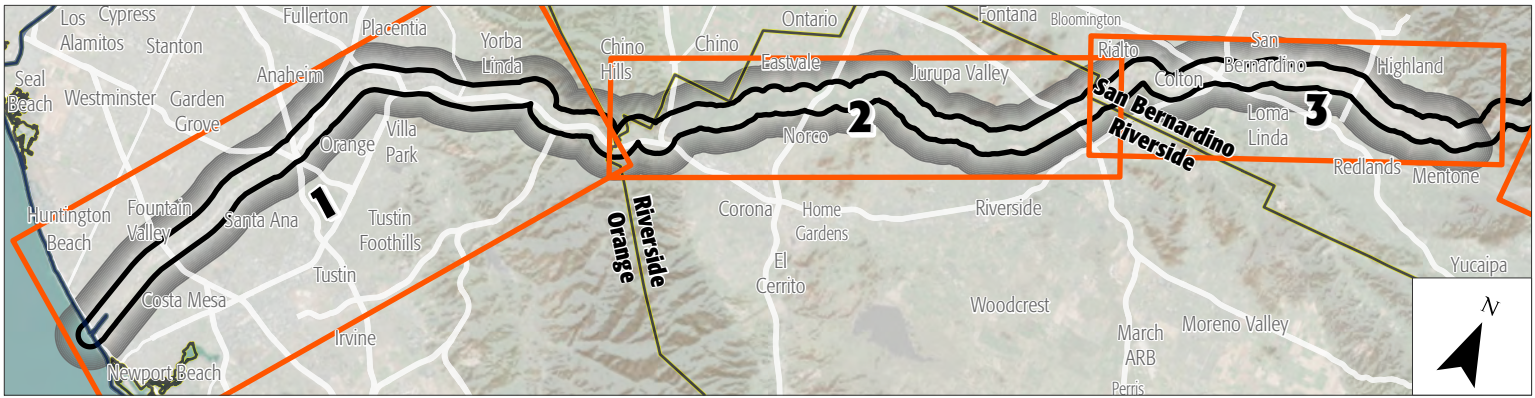 Los
Alamitos
Cypress
Stanton
Fullerton
Placentia
Yorba
Linda
Chino
Hills
Chino
Ontario
Fontana
Bloomington
Rialto
San
Bernardino
Highland
Seal
Beach
Westminster
Garden
Grove
Anaheim
Orange
Villa
Park
Eastvale
Jurupa Valley
Colton
Norco
2
3
Loma
Linda
San Bernardino
Riverside
Redlands
Mentone
1
Huntington
Beach
Fountain
Valley
Santa Ana
Tustin
Foothills
Tustin
Costa Mesa
Irvine
Newport Beach
Riverside
Orange
Corona
Home
Gardens
El
Cerrito
Riverside
Woodcrest
March
ARB
Moreno Valley
Perris
Yucaipa
N